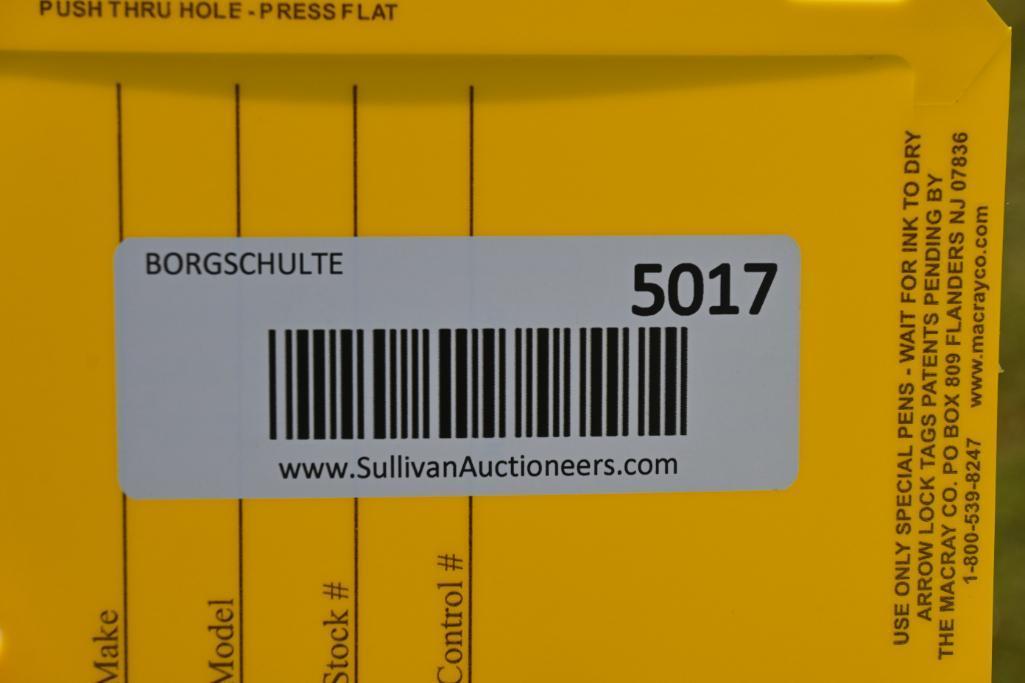 PUSH THRU HOLE - PRESS FLAT
BORGSCHULTE
5017
www.SullivanAuctioneers.com
Make
Model
Stock #
Control #
USE ONLY SPECIAL PENS - WAIT FOR INK TO DRY
ARROW LOCK TAGS PATENTS PENDING BY
THE MACRAY CO. PO BOX 809 FLANDERS NJ 07836
1-800-539-8247 www.macrayco.com